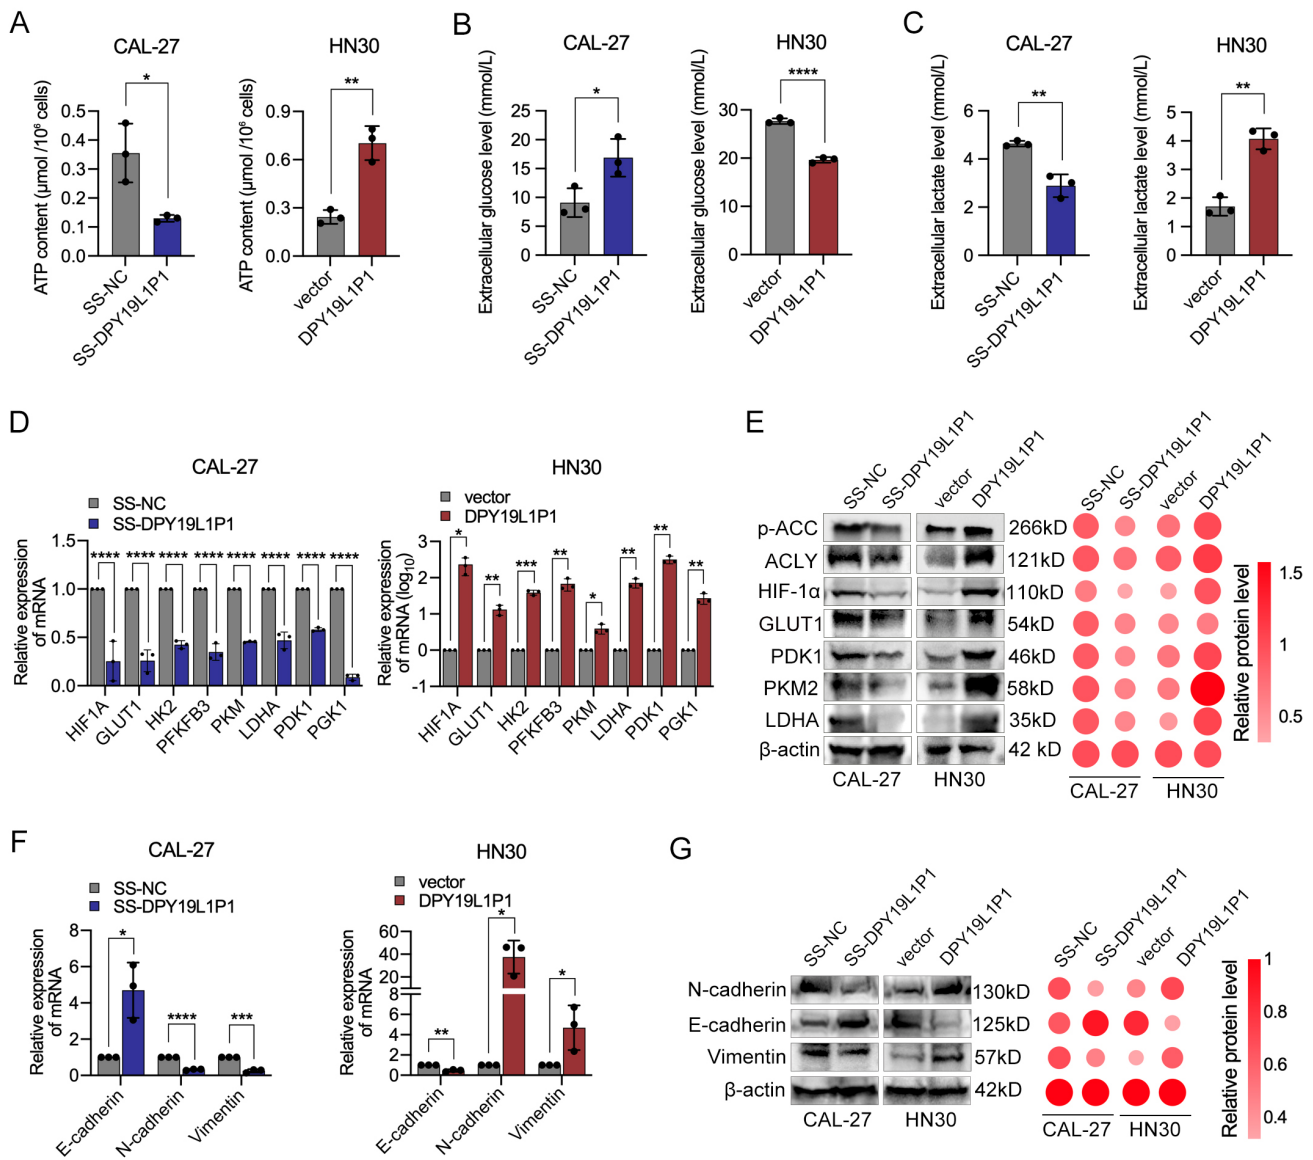 A
CAL-27
HN30
ATP content (μmol /10⁶ cells)
0.5
0.4
0.3
0.2
0.1
0.0
*
SS-NC
SS-DPY19L1P1
ATP content (μmol /10⁶ cells)
0.9
0.6
0.3
0.0
**
vector
DPY19L1P1
B
CAL-27
HN30
Extracellular glucose level (mmol/L)
25
20
15
10
5
0
*
SS-NC
SS-DPY19L1P1
Extracellular glucose level (mmol/L)
30
20
10
0
****
vector
DPY19L1P1
C
CAL-27
HN30
Extracellular lactate level (mmol/L)
6
4
2
0
**
SS-NC
SS-DPY19L1P1
Extracellular lactate level (mmol/L)
5
4
3
2
1
0
**
vector
DPY19L1P1
D
CAL-27
SS-NC
SS-DPY19L1P1
Relative expression
of mRNA
1.5
1.0
0.5
0.0
**** **** **** **** **** **** **** ****
HIF1A
GLUT1
HK2
PFKFB3
PKM
LDHA
PDK1
PGK1
HN30
vector
DPY19L1P1
Relative expression
of mRNA (log₁₀)
3
2
1
0
-1
* ** *** ** * ** ** **
HIF1A
GLUT1
HK2
PFKFB3
PKM
LDHA
PDK1
PGK1
E
SS-NC
SS-DPY19L1P1
vector
DPY19L1P1
SS-NC
SS-DPY19L1P1
vector
DPY19L1P1
p-ACC 266kD
ACLY 121kD
HIF-1α 110kD
GLUT1 54kD
PDK1 46kD
PKM2 58kD
LDHA 35kD
β-actin 42 kD
CAL-27 HN30
CAL-27 HN30
Relative protein level
1.5
1
0.5
F
CAL-27
SS-NC
SS-DPY19L1P1
Relative expression
of mRNA
8
6
4
2
0
* **** ***
E-cadherin
N-cadherin
Vimentin
HN30
vector
DPY19L1P1
Relative expression
of mRNA
60
40
20
8
6
4
2
0
** * *
E-cadherin
N-cadherin
Vimentin
G
SS-NC
SS-DPY19L1P1
vector
DPY19L1P1
SS-NC
SS-DPY19L1P1
vector
DPY19L1P1
N-cadherin 130kD
E-cadherin 125kD
Vimentin 57kD
β-actin 42kD
CAL-27 HN30
CAL-27 HN30
Relative protein level
1
0.8
0.6
0.4